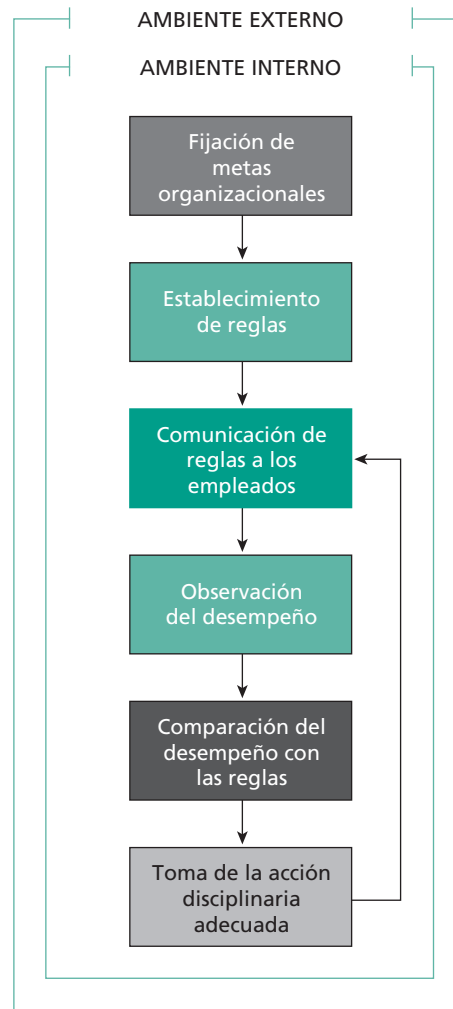 AMBIENTE EXTERNO
AMBIENTE INTERNO
Fijación de
metas
organizacionales
Establecimiento
de reglas
Comunicación de
reglas a los
empleados
Observación
del desempeño
Comparación del
desempeño con
las reglas
Toma de la acción
disciplinaria
adecuada